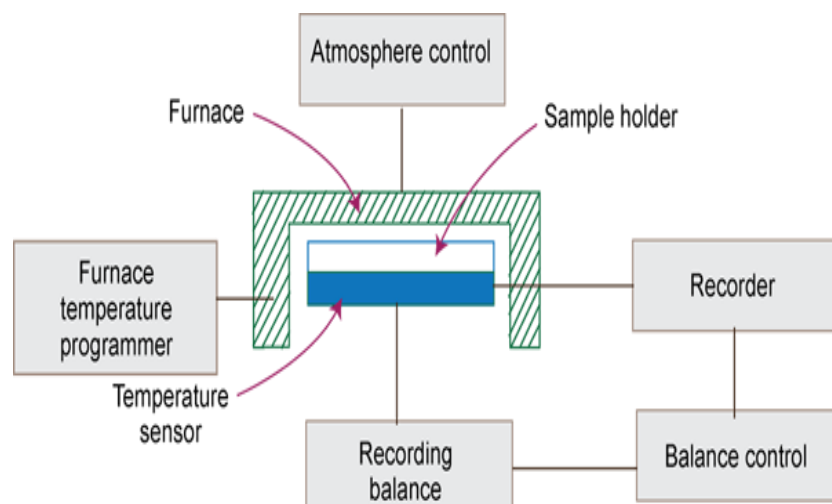 Atmosphere control
Furnace
Sample holder
Furnace
temperature
programmer
Recorder
Temperature
sensor
Recording
balance
Balance control